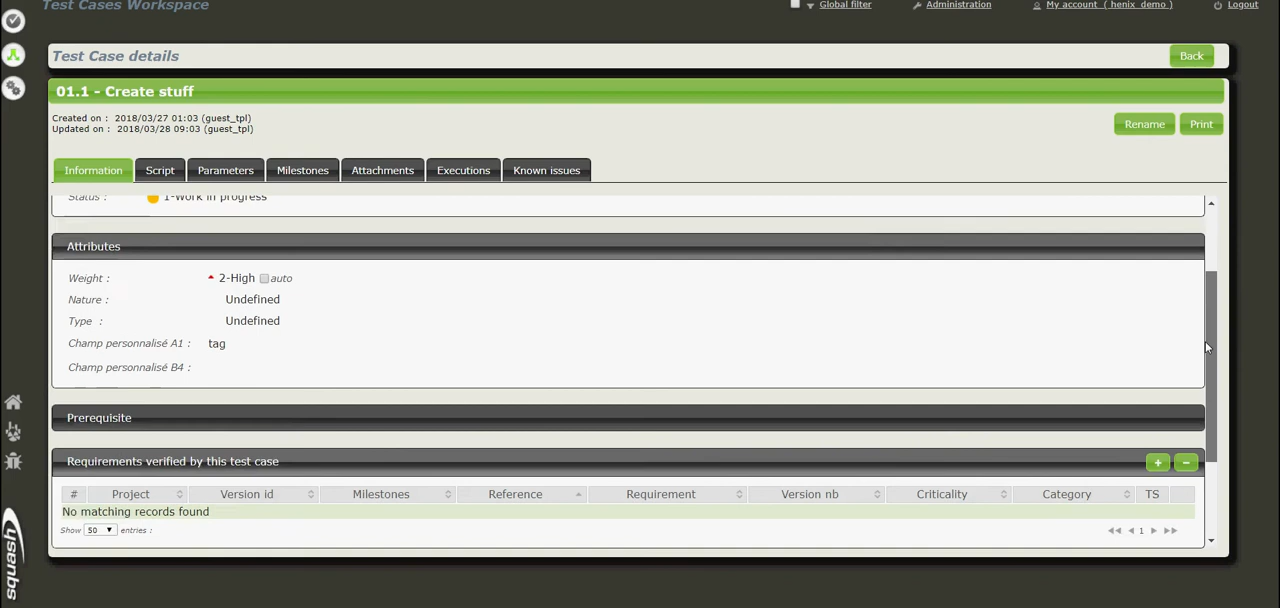 Test Cases Workspace
Global filter
Administration
My account ( henix_demo )
Logout
Test Case details
Back
01.1 - Create stuff
Created on : 2018/03/27 01:03 (guest_tpl)
Updated on : 2018/03/28 09:03 (guest_tpl)
Rename
Print
Information
Script
Parameters
Milestones
Attachments
Executions
Known issues
Status : 1-Work in progress
Attributes
Weight : 2-High auto
Nature : Undefined
Type : Undefined
Champ personnalisé A1 : tag
Champ personnalisé B4 :
Prerequisite
Requirements verified by this test case + -
# Project Version id Milestones Reference Requirement Version nb Criticality Category TS
No matching records found
Show 50 entries : 1
squash